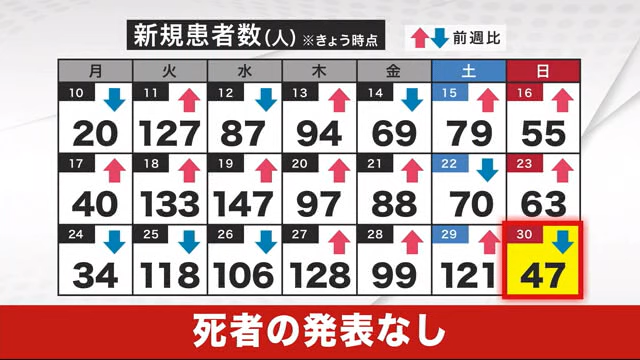 新規患者数(人) ※きょう時点 前週比
月 火 水 木 金 土 日
10 11 12 13 14 15 16
20 127 87 94 69 79 55
17 18 19 20 21 22 23
40 133 147 97 88 70 63
24 25 26 27 28 29 30
34 118 106 128 99 121 47
死者の発表なし